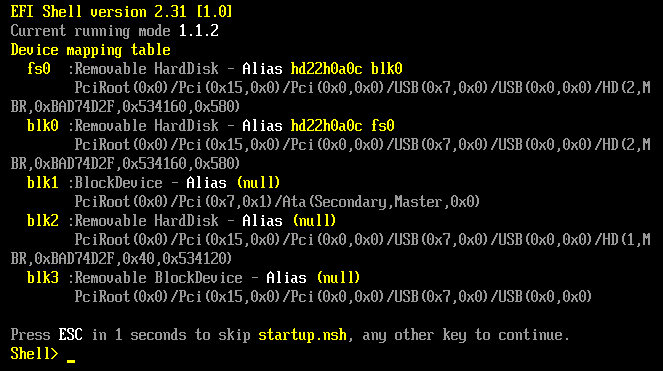 EFI Shell version 2.31 [1.0]
Current running mode 1.1.2
Device mapping table
fs0  :Removable HardDisk - Alias hd22h0a0c blk0
PciRoot(0x0)/Pci(0x15,0x0)/Pci(0x0,0x0)/USB(0x7,0x0)/USB(0x0,0x0)/HD(2,M
BR,0xBAD74D2F,0x534160,0x580)
blk0 :Removable HardDisk - Alias hd22h0a0c fs0
PciRoot(0x0)/Pci(0x15,0x0)/Pci(0x0,0x0)/USB(0x7,0x0)/USB(0x0,0x0)/HD(2,M
BR,0xBAD74D2F,0x534160,0x580)
blk1 :BlockDevice - Alias (null)
PciRoot(0x0)/Pci(0x7,0x1)/Ata(Secondary,Master,0x0)
blk2 :Removable HardDisk - Alias (null)
PciRoot(0x0)/Pci(0x15,0x0)/Pci(0x0,0x0)/USB(0x7,0x0)/USB(0x0,0x0)/HD(1,M
BR,0xBAD74D2F,0x40,0x534120)
blk3 :Removable BlockDevice - Alias (null)
PciRoot(0x0)/Pci(0x15,0x0)/Pci(0x0,0x0)/USB(0x7,0x0)/USB(0x0,0x0)
Press ESC in 1 seconds to skip startup.nsh, any other key to continue.
Shell> _